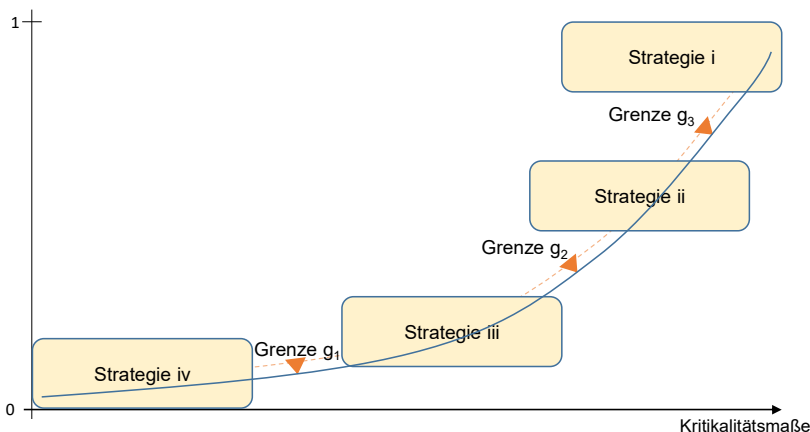 1
Strategie i
Grenze g₃
Strategie ii
Grenze g₂
Strategie iii
Grenze g₁
Strategie iv
0
Kritikalitätsmaße